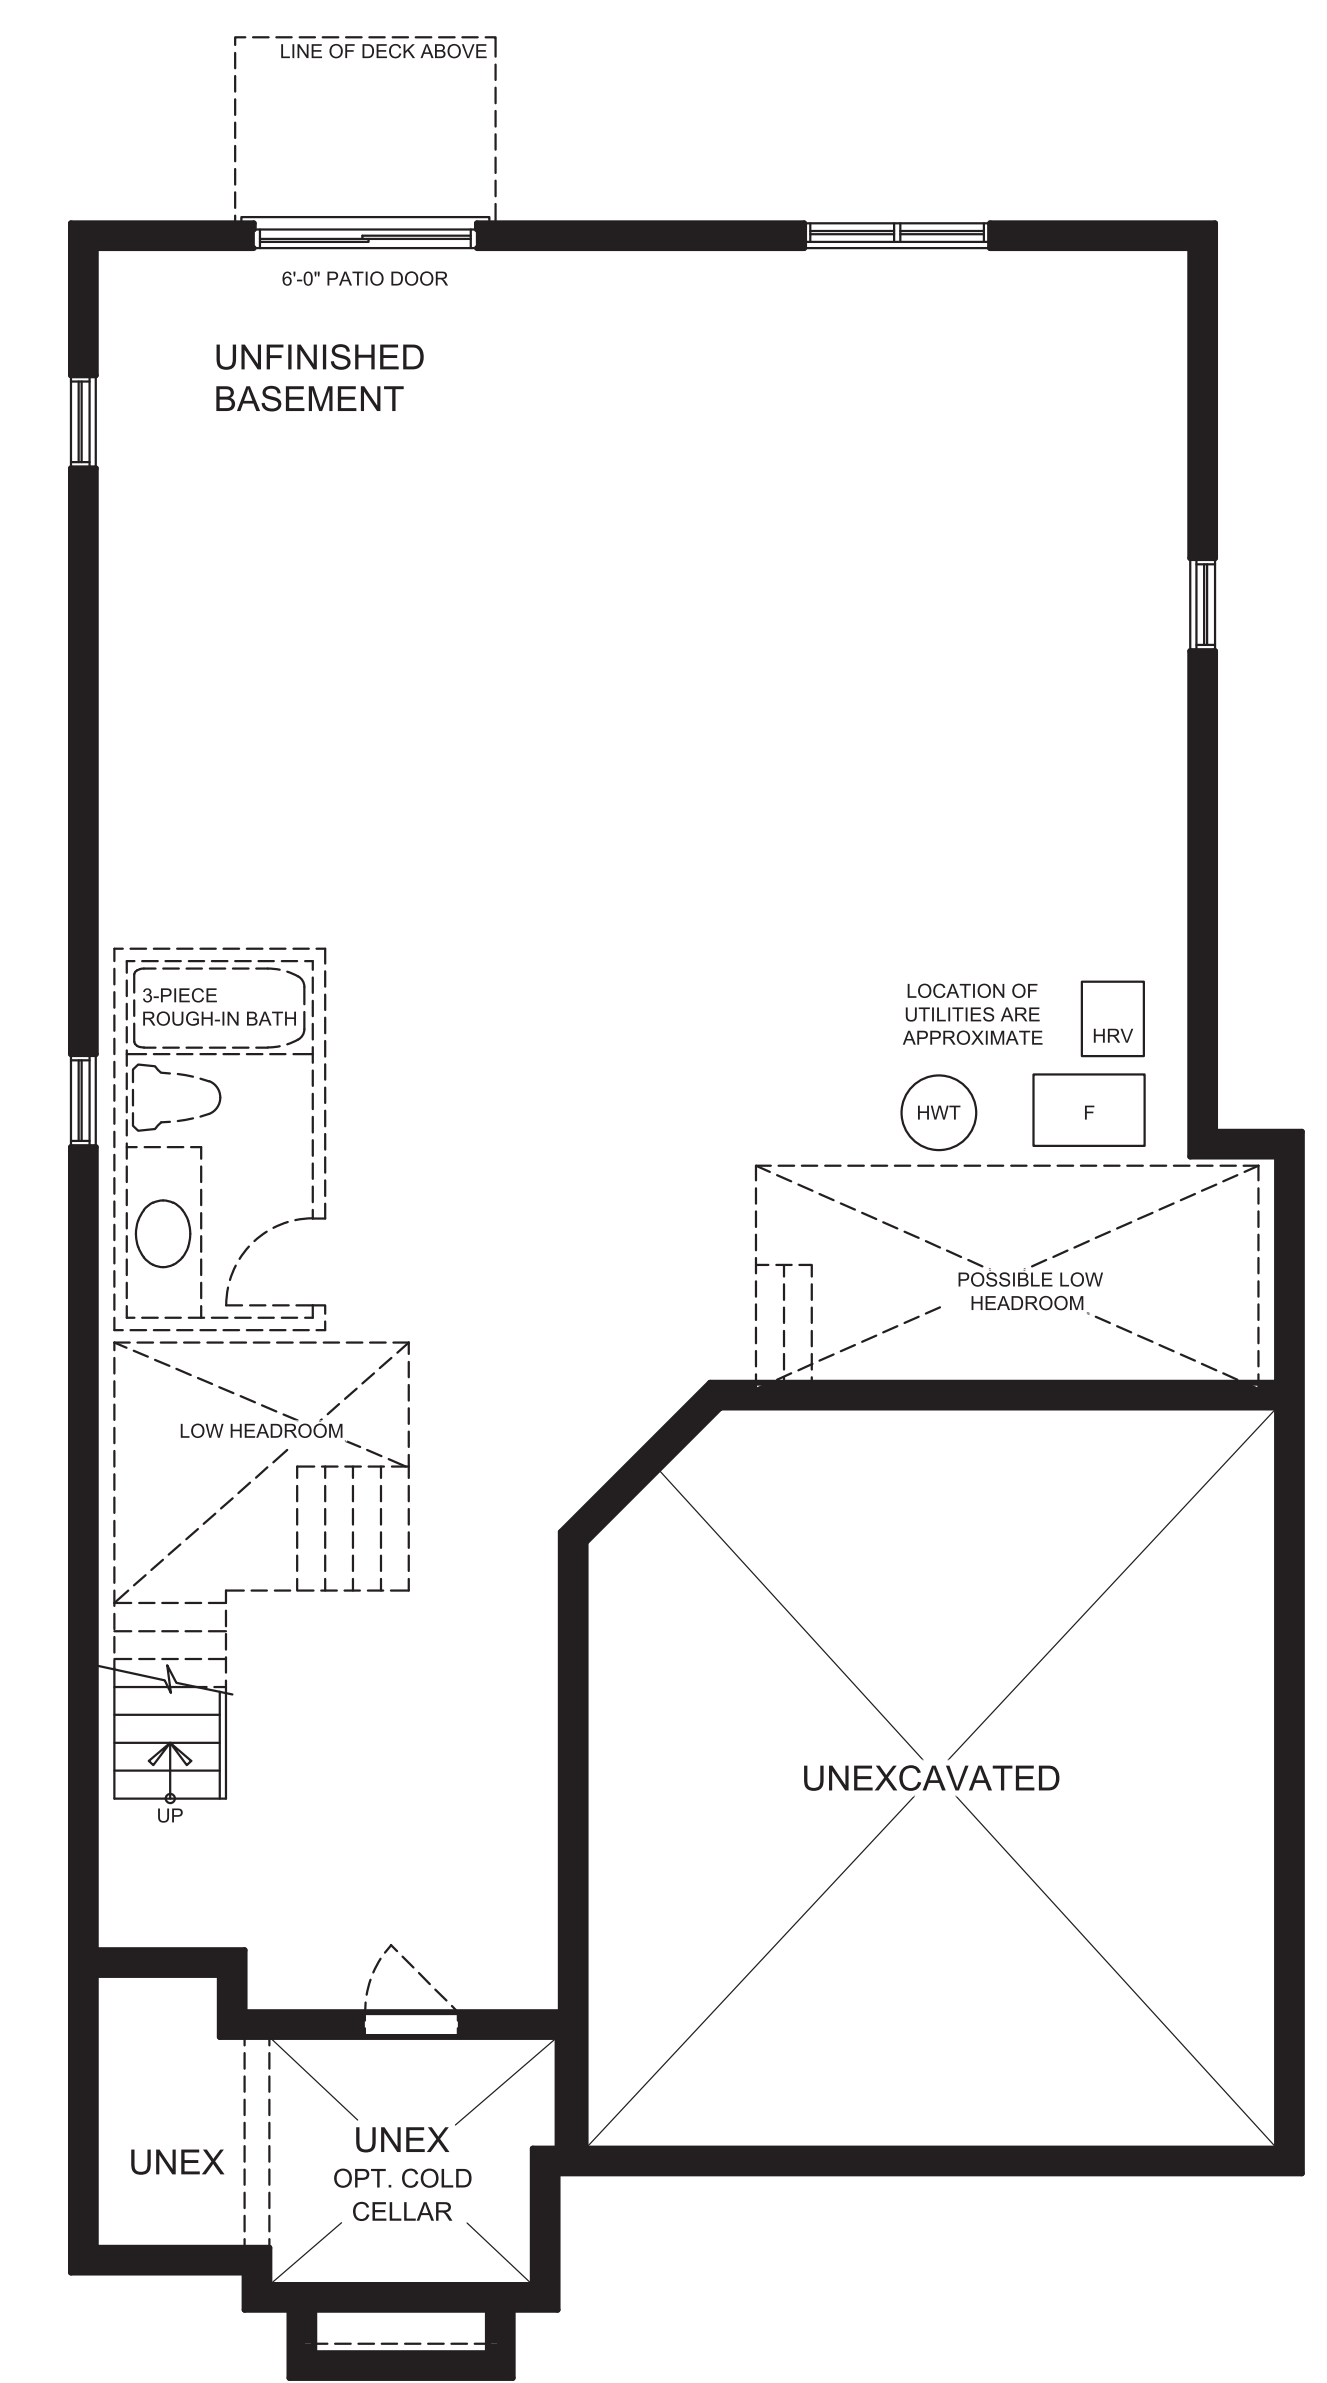 LINE OF DECK ABOVE
6'-0" PATIO DOOR
UNFINISHED
BASEMENT
3-PIECE
ROUGH-IN BATH
LOCATION OF
UTILITIES ARE
APPROXIMATE
HRV
HWT
F
POSSIBLE LOW
HEADROOM
LOW HEADROOM
UNEXCAVATED
UP
UNEX
OPT. COLD
CELLAR
UNEX